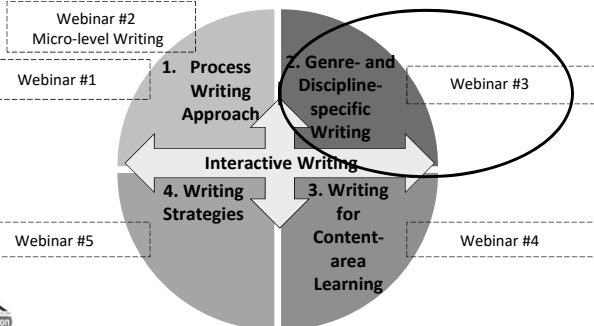 Webinar #2
Micro-level Writing
Webinar #1
1. Process
Writing
Approach
2. Genre- and
Discipline-
specific
Writing
Webinar #3
Interactive Writing
4. Writing
Strategies
3. Writing
for
Content-
area
Learning
Webinar #5
Webinar #4